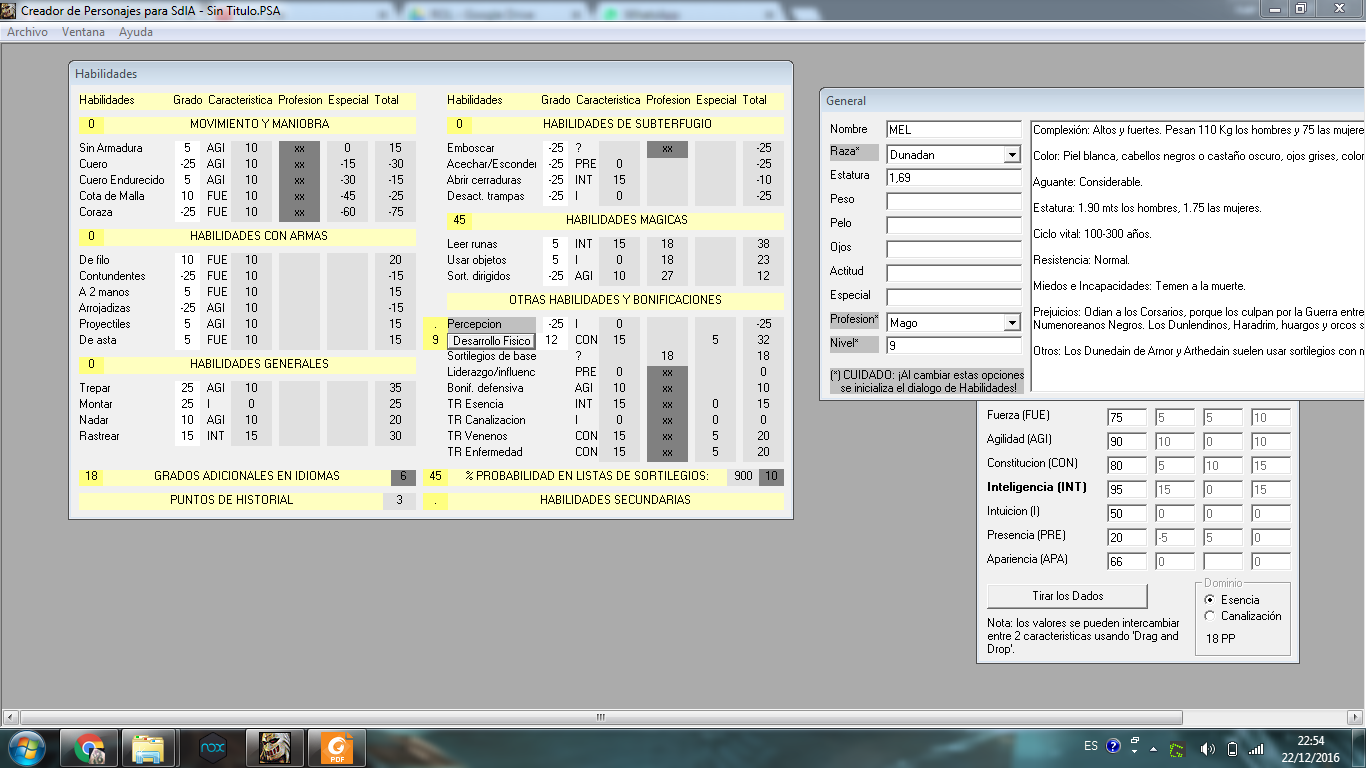 Creador de Personajes para SdIA - Sin Titulo.PSA
Archivo Ventana Ayuda
Habilidades
Habilidades Grado Caracteristica Profesion Especial Total
0 MOVIMIENTO Y MANIOBRA
Sin Armadura 5 AGI 10 xx 0 15
Cuero -25 AGI 10 xx -15 -30
Cuero Endurecido 5 AGI 10 xx -30 -15
Cota de Malla 10 FUE 10 xx -45 -25
Coraza -25 FUE 10 xx -60 -75
0 HABILIDADES CON ARMAS
De filo 10 FUE 10 20
Contundentes -25 FUE 10 -15
A 2 manos 5 FUE 10 15
Arrojadizas -25 AGI 10 -15
Proyectiles 5 AGI 10 15
De asta 5 FUE 10 15
0 HABILIDADES GENERALES
Trepar 25 AGI 10 35
Montar 25 I 0 25
Nadar 10 AGI 10 20
Rastrear 15 INT 15 30
18 GRADOS ADICIONALES EN IDIOMAS 6
PUNTOS DE HISTORIAL 3
Habilidades Grado Caracteristica Profesion Especial Total
0 HABILIDADES DE SUBTERFUGIO
Emboscar -25 ? xx -25
Acechar/Esconder -25 PRE 0 -25
Abrir cerraduras -25 INT 15 -10
Desact. trampas -25 I 0 -25
45 HABILIDADES MAGICAS
Leer runas 5 INT 15 18 38
Usar objetos 5 I 0 18 23
Sort. dirigidos -25 AGI 10 27 12
OTRAS HABILIDADES Y BONIFICACIONES
. Percepcion -25 I 0 -25
9 Desarrollo Fisico 12 CON 15 5 32
Sortilegios de base ? 18 18
Liderazgo/influenc PRE 0 xx 0
Bonif. defensiva AGI 10 xx 10
TR Esencia INT 15 xx 0 15
TR Canalizacion I 0 xx 0 0
TR Venenos CON 15 xx 5 20
TR Enfermedad CON 15 xx 5 20
45 % PROBABILIDAD EN LISTAS DE SORTILEGIOS: 900 10
. HABILIDADES SECUNDARIAS
General
Nombre MEL
Raza* Dunadan
Estatura 1,69
Peso
Pelo
Ojos
Actitud
Especial
Profesion* Mago
Nivel* 9
(*) CUIDADO: ¡Al cambiar estas opciones
se inicializa el dialogo de Habilidades!
Complexión: Altos y fuertes. Pesan 110 Kg los hombres y 75 las mujere
Color: Piel blanca, cabellos negros o castaño oscuro, ojos grises, color
Aguante: Considerable.
Estatura: 1.90 mts los hombres, 1.75 las mujeres.
Ciclo vital: 100-300 años.
Resistencia: Normal.
Miedos e Incapacidades: Temen a la muerte.
Prejuicios: Odian a los Corsarios, porque los culpan por la Guerra entre
Numenoreanos Negros. Los Dunlendinos, Haradrim, huargos y orcos s
Otros: Los Dunedain de Arnor y Arthedain suelen usar sortilegios con n
Fuerza (FUE) 75 5 5 10
Agilidad (AGI) 90 10 0 10
Constitucion (CON) 80 5 10 15
Inteligencia (INT) 95 15 0 15
Intuicion (I) 50 0 0 0
Presencia (PRE) 20 -5 5 0
Apariencia (APA) 66 0 0
Tirar los Dados
Nota: los valores se pueden intercambiar
entre 2 caracteristicas usando 'Drag and
Drop'.
Dominio
Esencia
Canalización
18 PP
nox
PDF
ES
22:54
22/12/2016